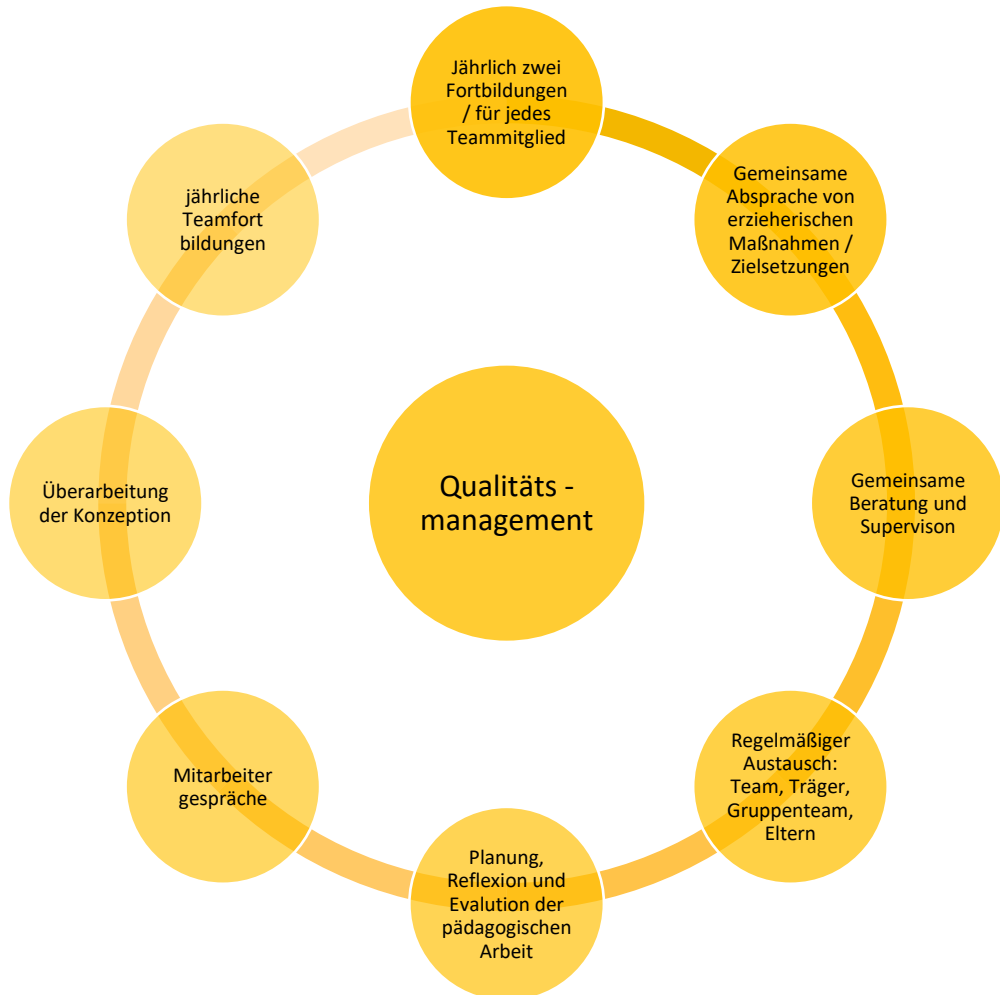 Jährlich zwei
Fortbildungen
/ für jedes
Teammitglied
Gemeinsame
Absprache von
erzieherischen
Maßnahmen /
Zielsetzungen
Gemeinsame
Beratung und
Supervison
Regelmäßiger
Austausch:
Team, Träger,
Gruppenteam,
Eltern
Planung,
Reflexion und
Evalution der
pädagogischen
Arbeit
Mitarbeiter
gespräche
Überarbeitung
der Konzeption
jährliche
Teamfort
bildungen
Qualitäts -
management